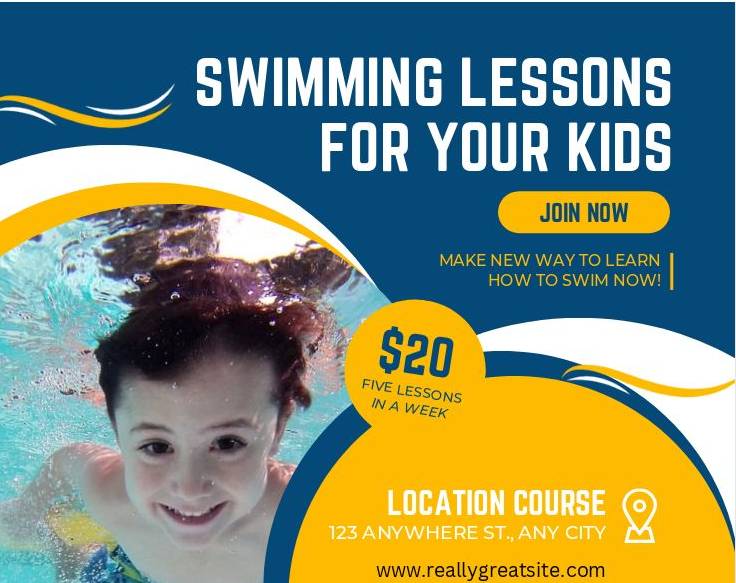 SWIMMING LESSONS
FOR YOUR KIDS
JOIN NOW
MAKE NEW WAY TO LEARN
HOW TO SWIM NOW!
$20
FIVE LESSONS
IN A WEEK
LOCATION COURSE
123 ANYWHERE ST., ANY CITY
www.reallygreatsite.com